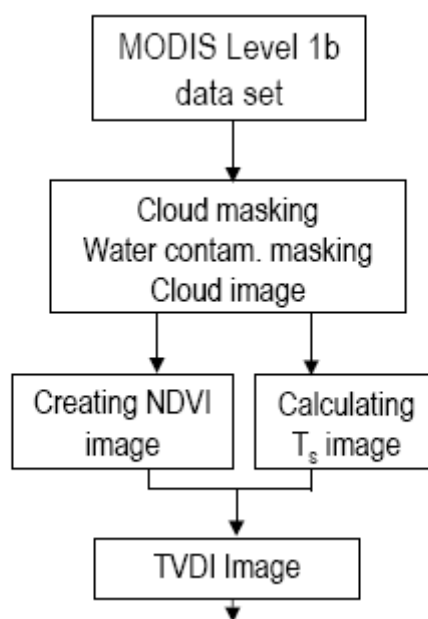 MODIS Level 1b
data set
Cloud masking
Water contam. masking
Cloud image
Creating NDVI
image
Calculating
Ts image
TVDI Image